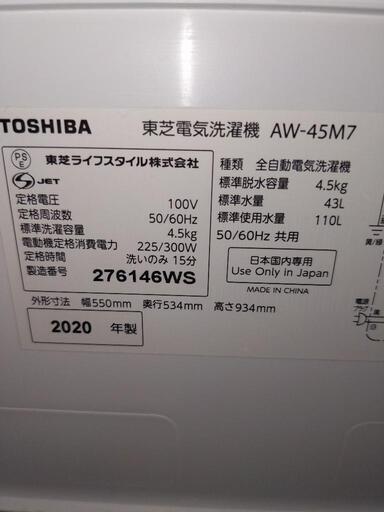 TOSHIBA 東芝電気洗濯機 AW-45M7
PS
E
東芝ライフスタイル株式会社
JET
定格電圧 100V
定格周波数 50/60Hz
標準洗濯容量 4.5kg
電動機定格消費電力 225/300W
定格時間 洗いのみ 15分
製造番号 276146WS
種類 全自動電気洗濯機
標準脱水容量 4.5kg
標準水量 43L
標準使用水量 110L
50/60Hz 共用
日本国内専用
Use Only in Japan
MADE IN CHINA
外形寸法 幅550mm 奥行534mm 高さ934mm
2020 年製
黄/緑
電源
プラグ